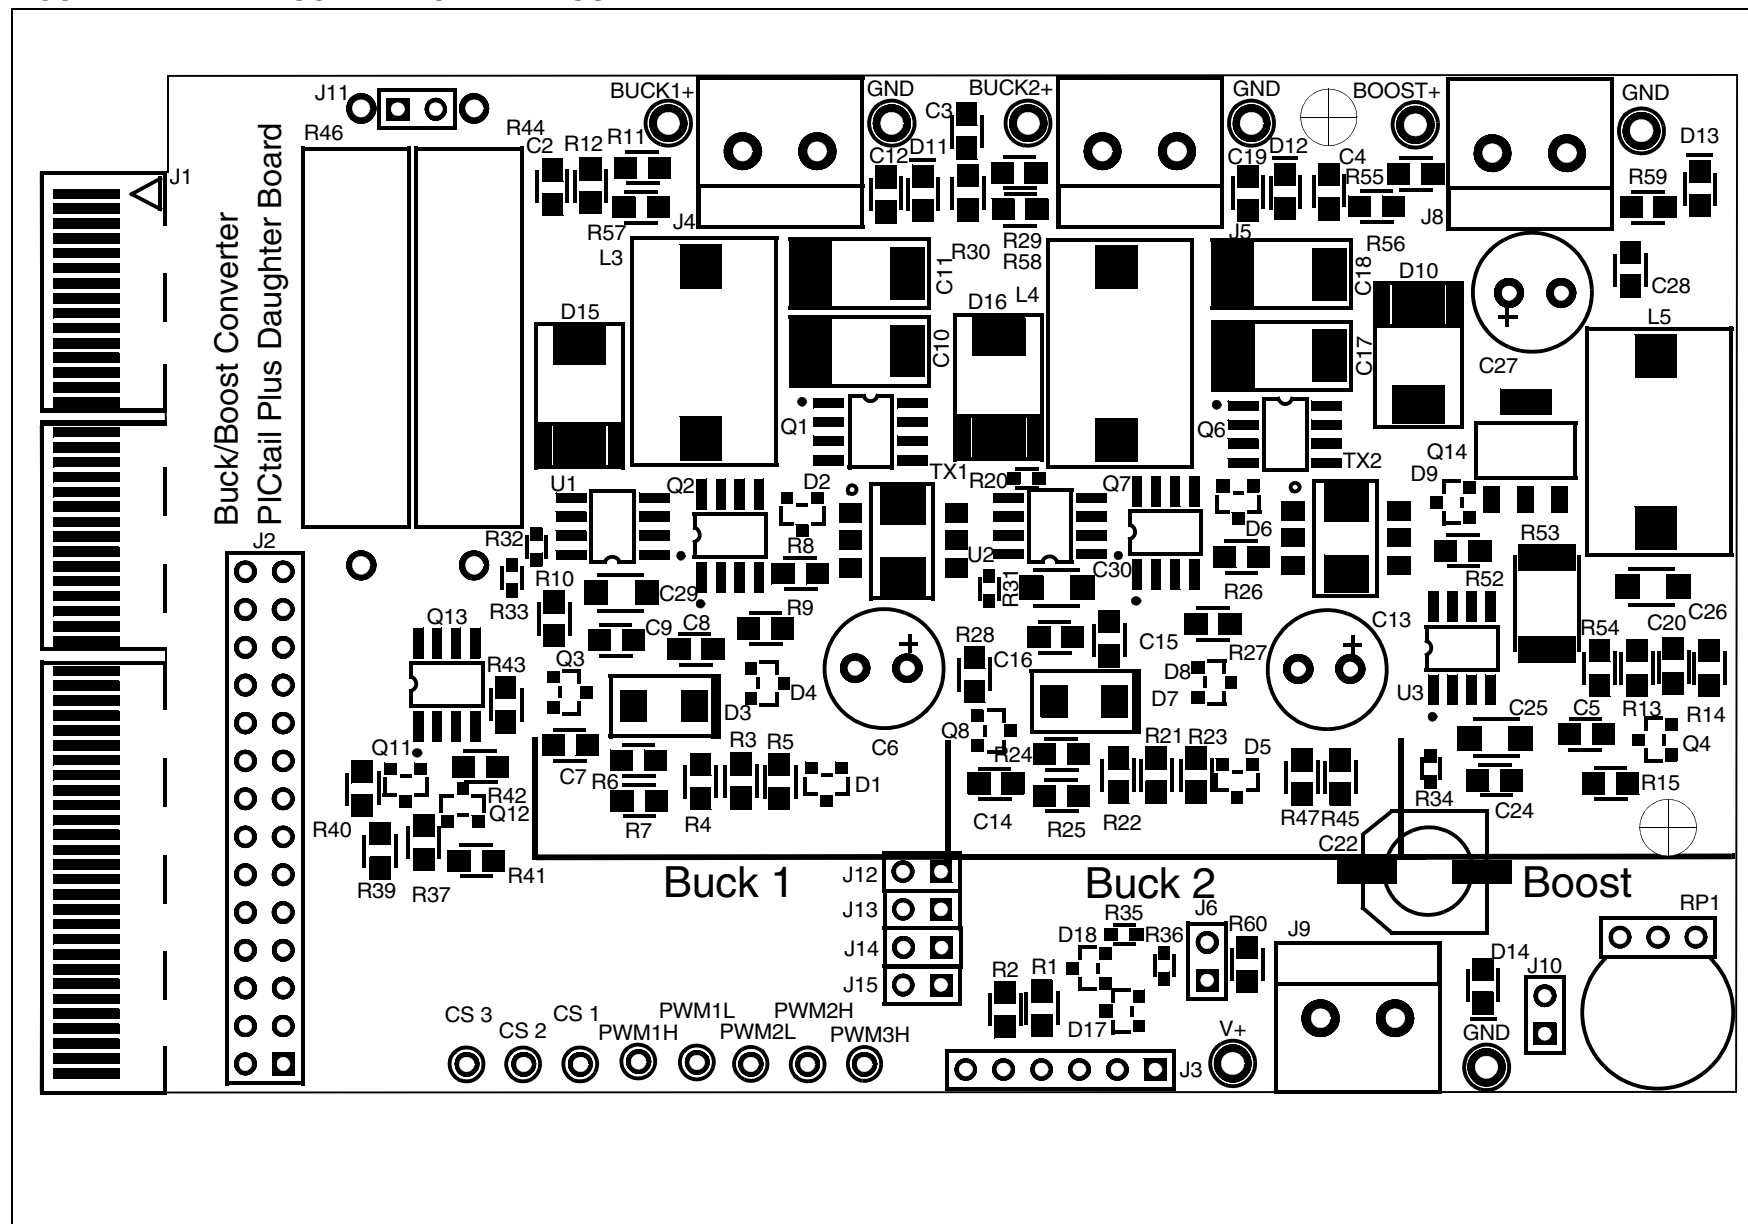 J11
BUCK1+
GND
C3
BUCK2+
GND
BOOST+
GND
R46
R44
C2
R12
R11
C12
D11
C19
D12
C4
R55
D13
R59
J1
R57
J4
R30
R29
R58
J5
R56
J8
Buck/Boost Converter
PICtail Plus Daughter Board
L3
C11
L4
C18
D10
C28
D15
C10
D16
C17
C27
L5
Q1
Q6
U1
Q2
D2
TX1
R20
Q7
TX2
D9
Q14
J2
R32
R8
U2
D6
R53
R33
R10
C29
R9
R31
C30
R26
R52
C26
Q13
C9
C8
R28
C15
R27
C13
R54
C20
R43
Q3
D4
C16
D8
D7
U3
D3
C6
Q8
C25
C5
R13
R14
Q4
Q11
C7
R6
R3
R5
D1
R24
R21
R23
D5
R42
Q12
R40
R7
R4
C14
R25
R22
R47
R45
R34
C24
R15
C22
R39
R37
R41
Buck 1
J12
Buck 2
Boost
J13
R35
J6
RP1
J14
D18
R36
R60
J9
D14
J10
J15
R2
R1
D17
CS 3
CS 2
CS 1
PWM1H
PWM1L
PWM2L
PWM2H
PWM3H
J3
V+
GND